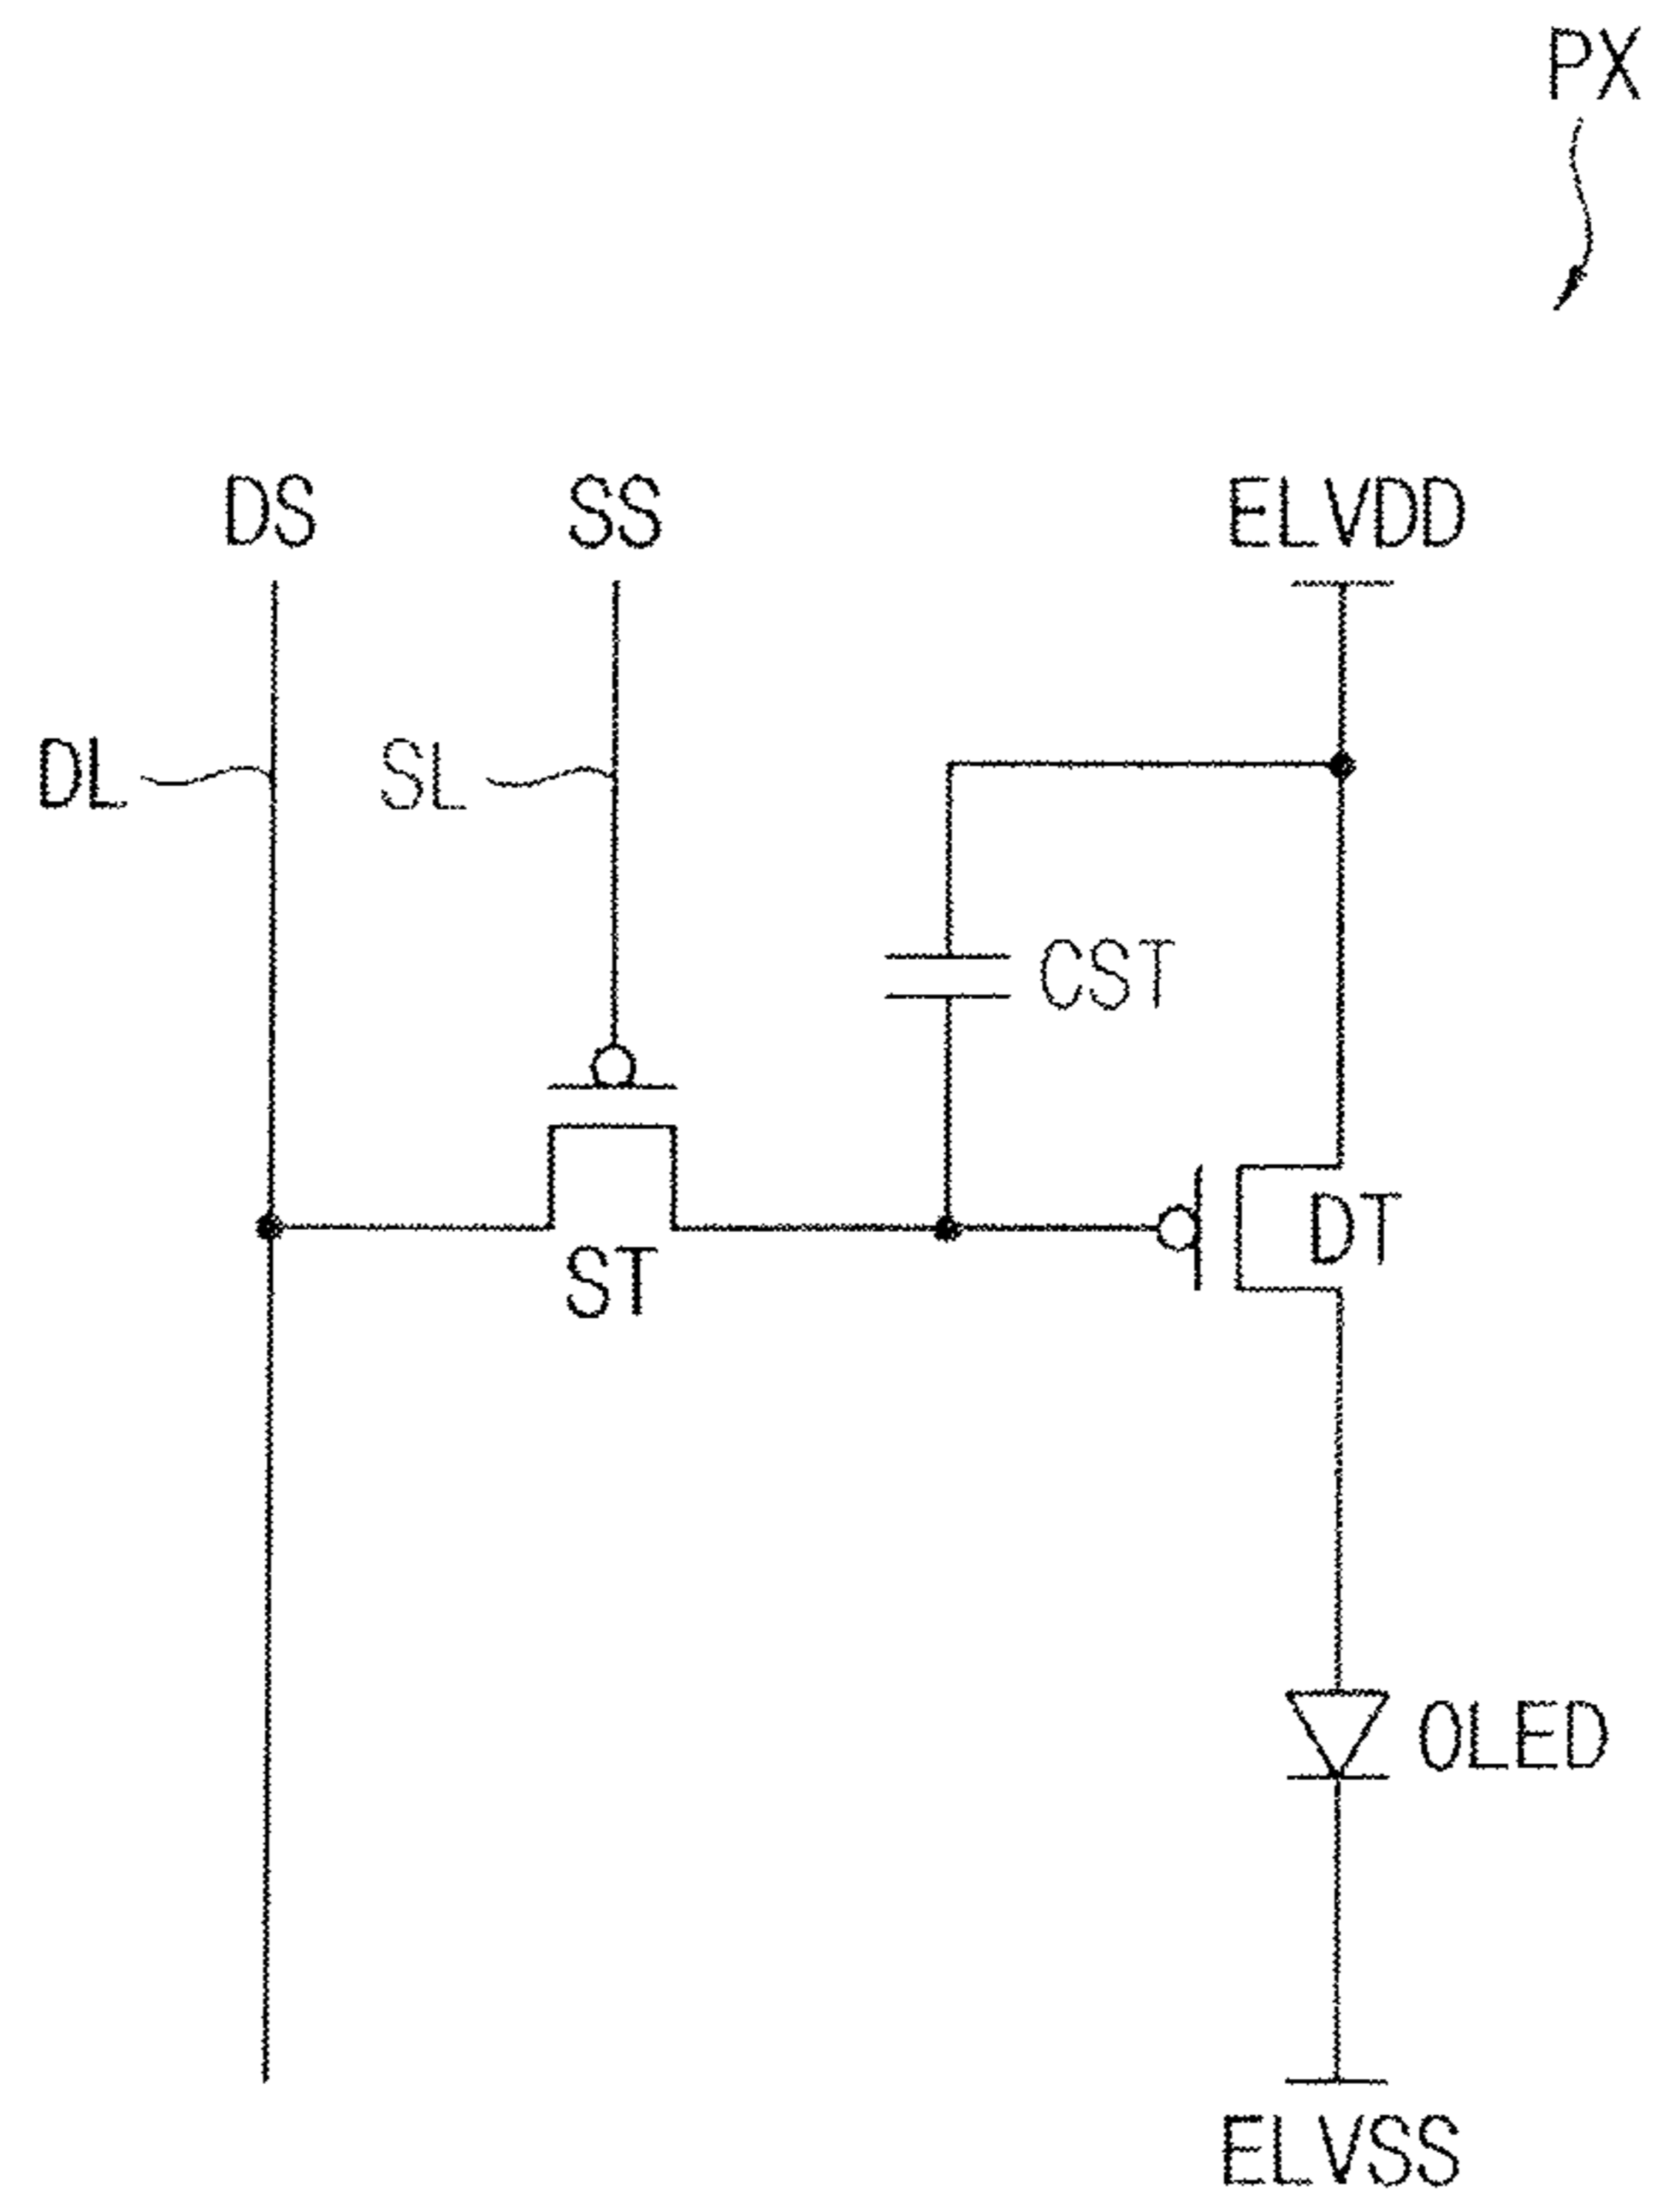 PX
DS SS ELVDD
DL SL
CST
DT
ST
OLED
ELVSS